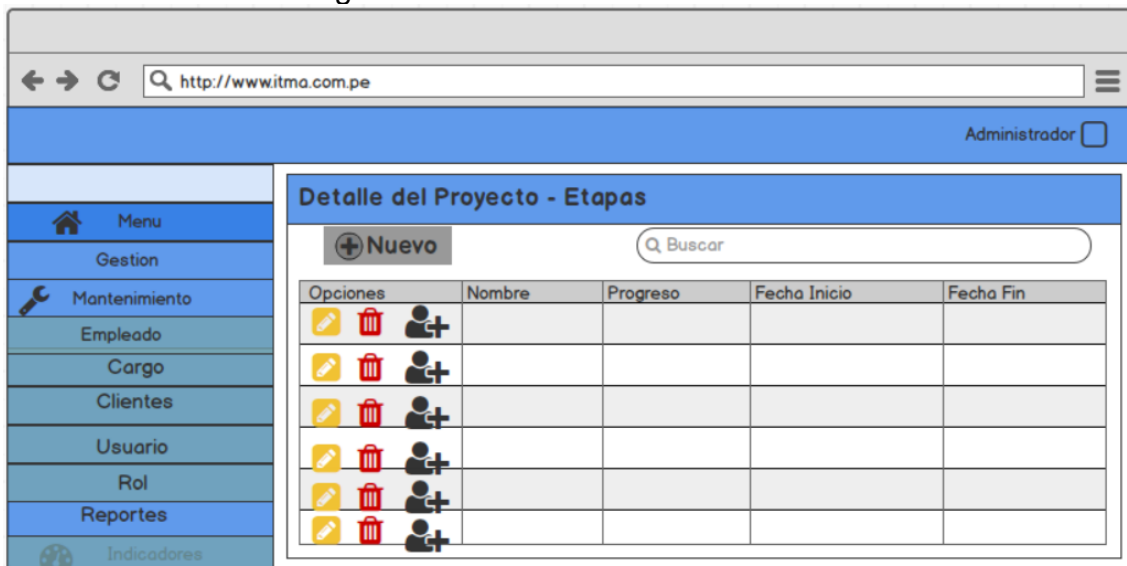 http://www.itma.com.pe
Administrador
Detalle del Proyecto - Etapas
Menu
Nuevo
Buscar
Gestion
Opciones Nombre Progreso Fecha Inicio Fecha Fin
Mantenimiento
Empleado
Cargo
Clientes
Usuario
Rol
Reportes
Indicadores